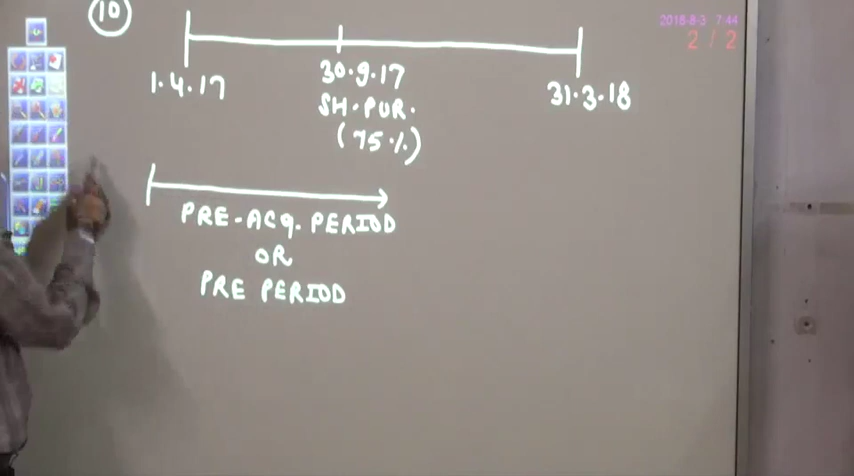 10
2018-8-3 7:44
2 / 2
1.4.17
30.9.17
31.3.18
SH.PUR.
(75%)
PRE-ACQ. PERIOD
OR
PRE PERIOD